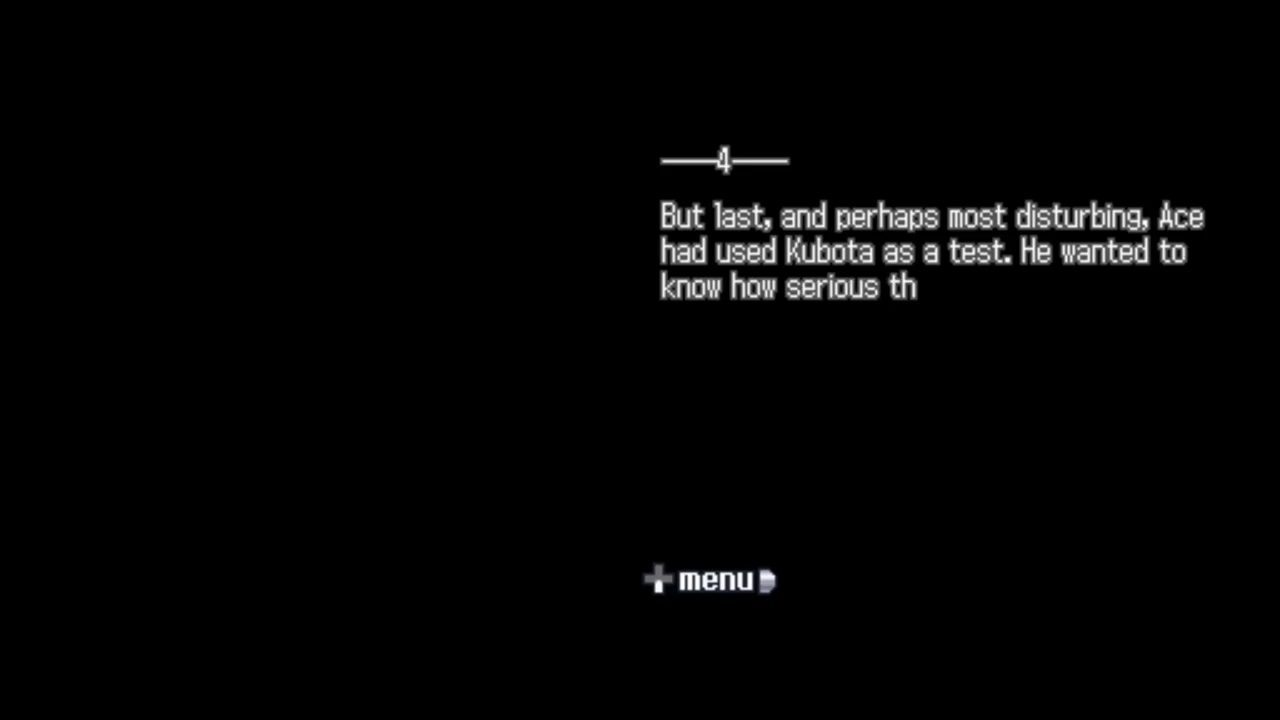 4
But last, and perhaps most disturbing, Ace
had used Kubota as a test. He wanted to
know how serious th
menu